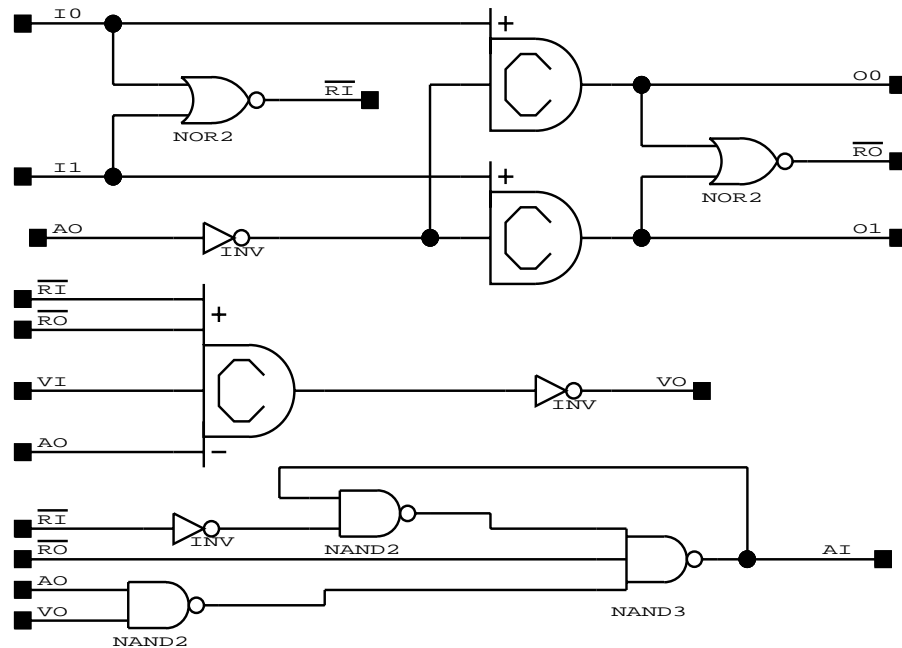 I0
+
O0
RI
NOR2
I1
+
RO
NOR2
AO
INV
O1
RI
+
RO
VI
VO
INV
AO
−
RI
INV
NAND2
RO
AI
AO
NAND3
VO
NAND2